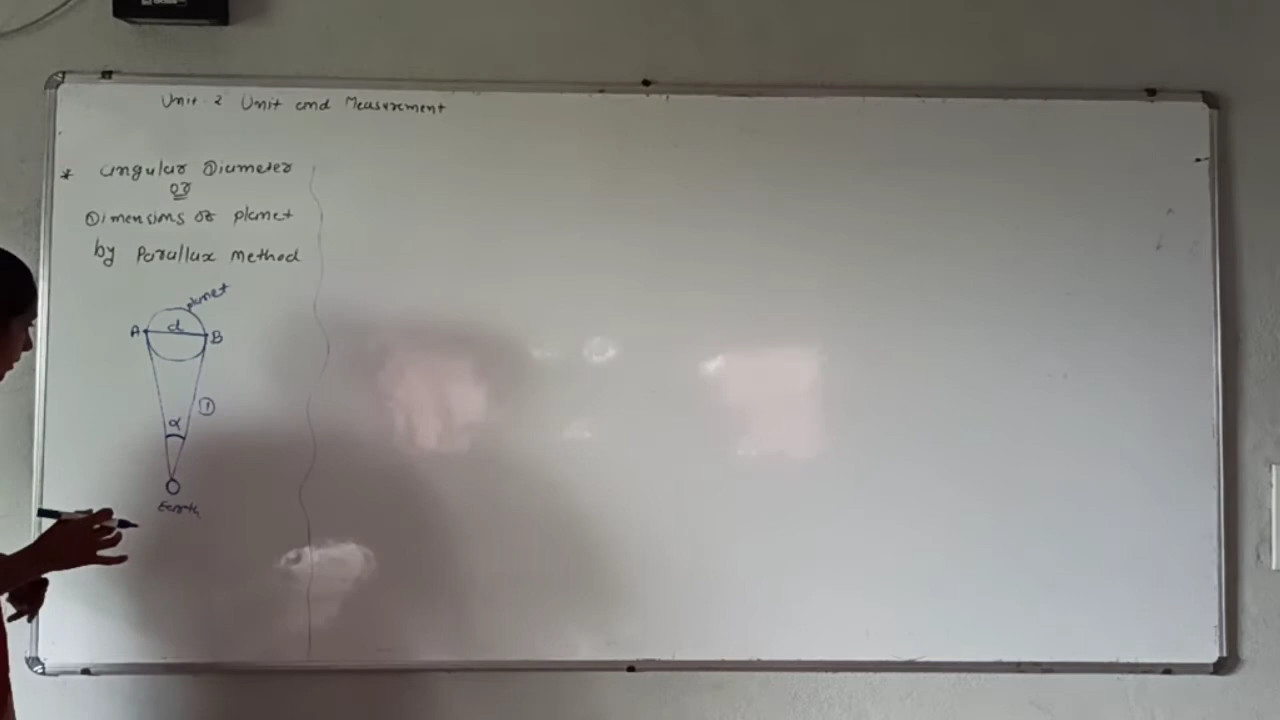 Unit-2 Unit and Measurement
* angular Diameter
or
Dimensions of planet
by Parallax Method
planet
A d B
①
α
Earth